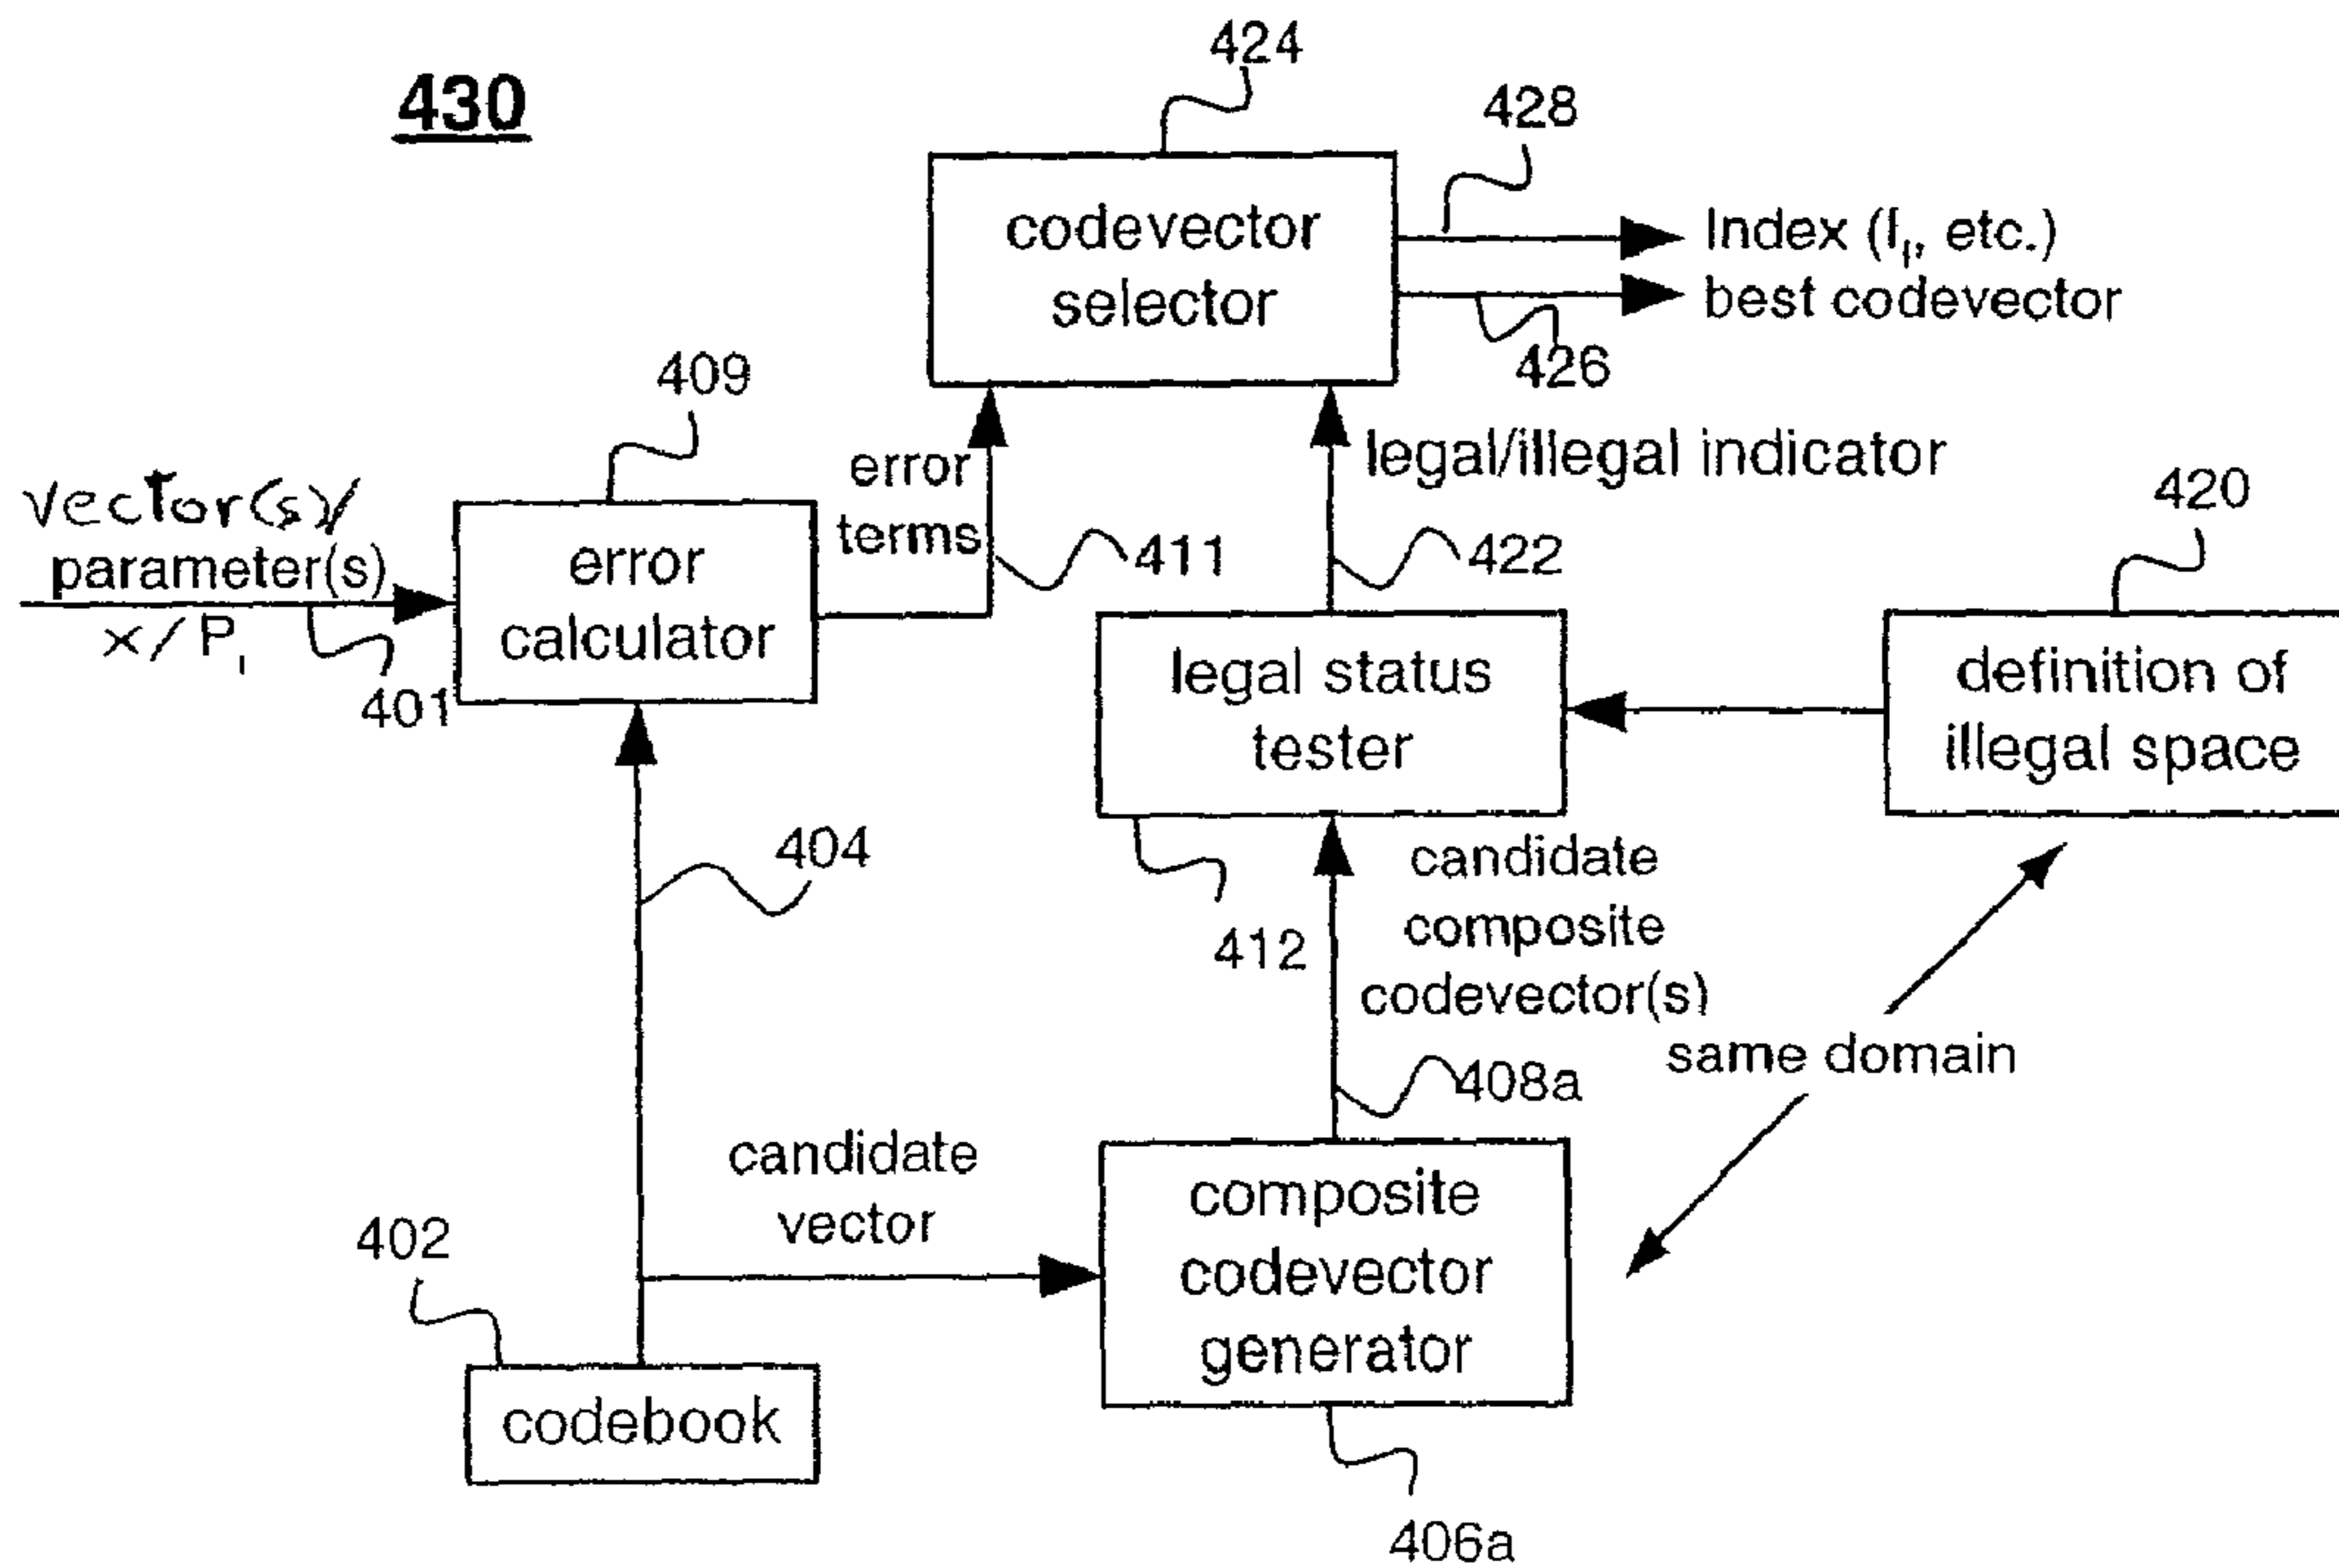 430
424
428
codevector
selector
Index (I₁, etc.)
best codevector
426
409
error
terms
legal/illegal indicator
420
vector(s)/
parameter(s)
x/P₁
401
error
calculator
411
422
legal status
tester
definition of
illegal space
404
412
candidate
composite
codevector(s)
same domain
408a
candidate
vector
402
composite
codevector
generator
codebook
406a